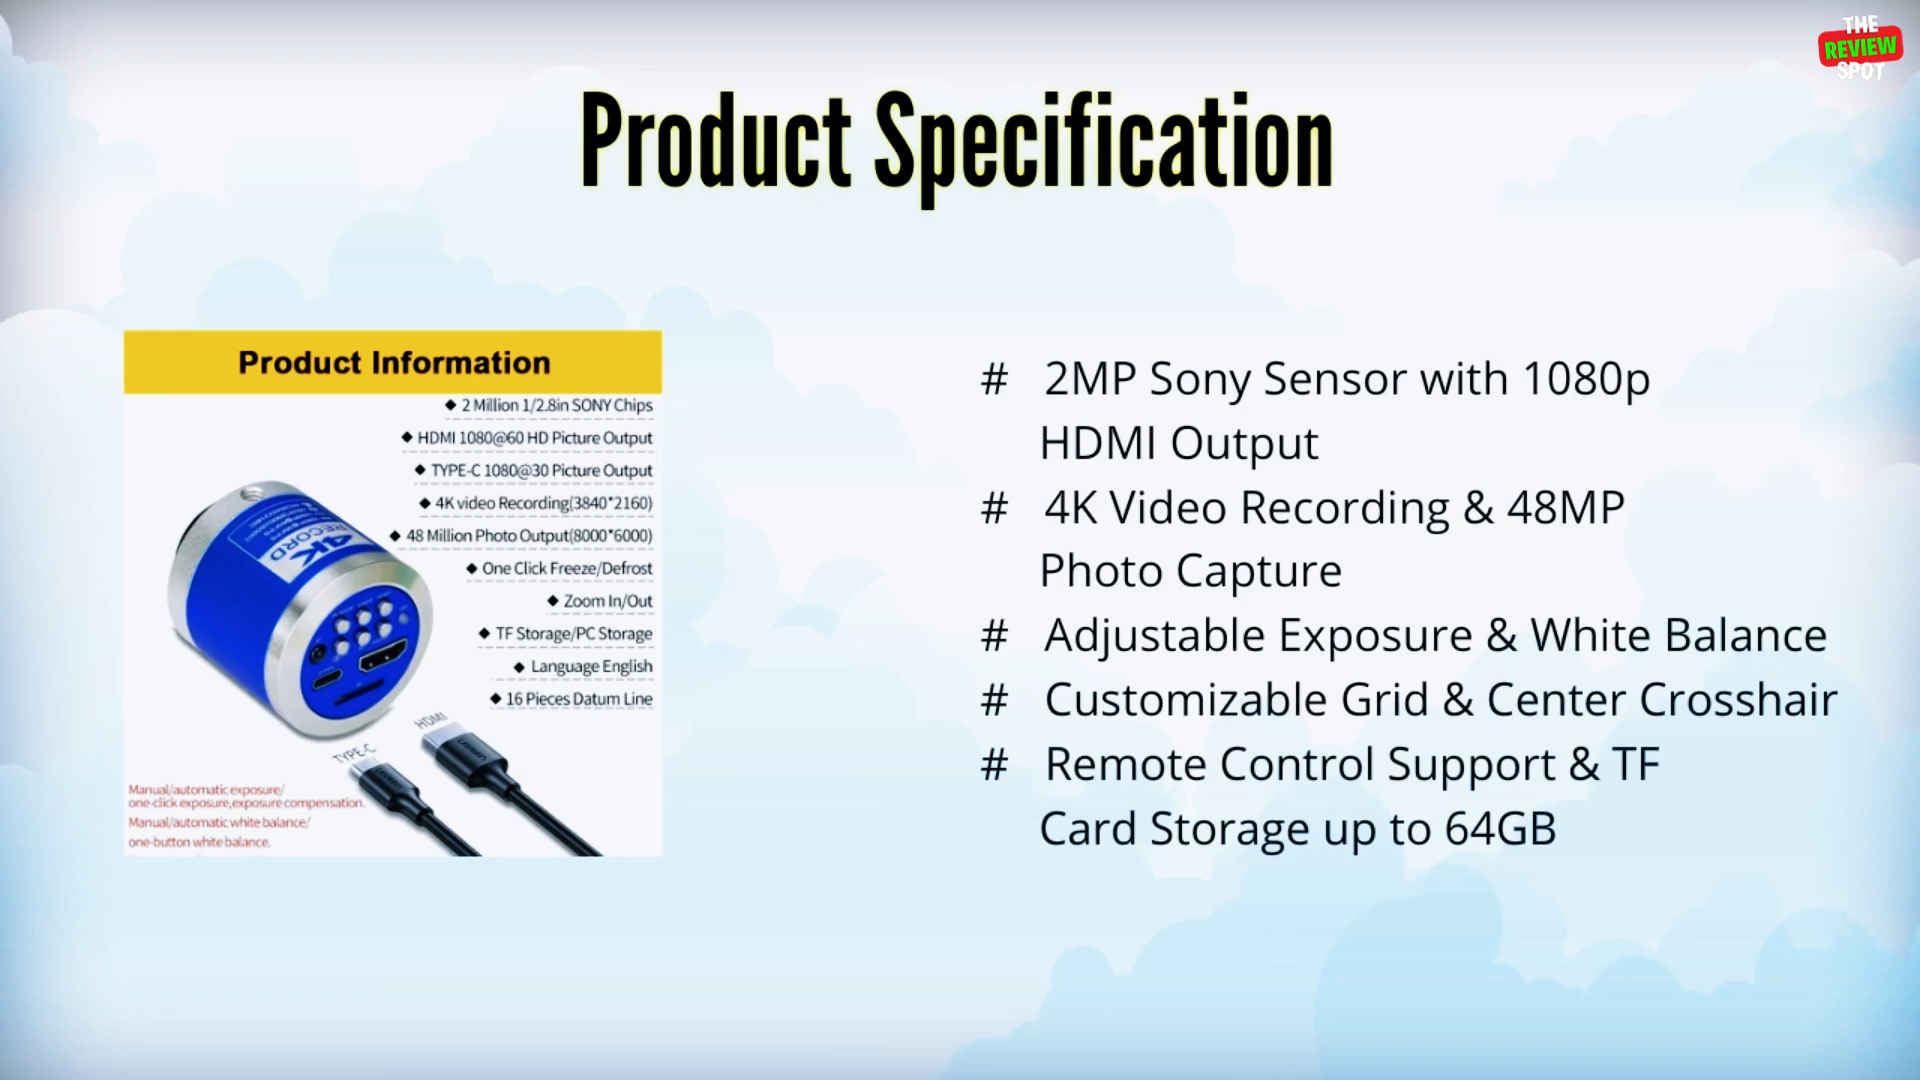 THE
REVIEW
SPOT
Product Specification
Product Information
◆ 2 Million 1/2.8in SONY Chips
◆ HDMI 1080@60 HD Picture Output
◆ TYPE-C 1080@30 Picture Output
◆ 4K video Recording(3840*2160)
◆ 48 Million Photo Output(8000*6000)
◆ One Click Freeze/Defrost
◆ Zoom In/Out
◆ TF Storage/PC Storage
◆ Language English
◆ 16 Pieces Datum Line
4K
RECORD
HDMI
TYPE-C
Manual/automatic exposure/
one-click exposure,exposure compensation.
Manual/automatic white balance/
one-button white balance.
# 2MP Sony Sensor with 1080p
HDMI Output
# 4K Video Recording & 48MP
Photo Capture
# Adjustable Exposure & White Balance
# Customizable Grid & Center Crosshair
# Remote Control Support & TF
Card Storage up to 64GB